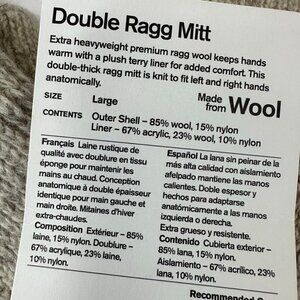 Double Ragg Mitt
Extra heavyweight premium ragg wool keeps hands
warm with a plush terry liner for added comfort. This
double-thick ragg mitt is knit to fit left and right hands
anatomically.
Made
from Wool
SIZE Large
CONTENTS Outer Shell – 85% wool, 15% nylon
Liner – 67% acrylic, 23% wool, 10% nylon
Français Laine rustique de
qualité avec doublure en tissu
éponge pour maintenir les
mains au chaud. Conception
anatomique à double épaisseur
identique pour main gauche et
main droite. Mitaines d'hiver
extra-chaudes.
Composition Extérieur – 85%
laine, 15% nylon. Doublure –
67% acrylique, 23% laine,
10% nylon.
Español La lana sin peinar de la
más alta calidad con aislamiento
afelpado mantiene las manos
calientes. Doble espesor y
hechos para adaptarse
anatómicamente a las manos
izquierda o derecha.
Extra grueso y resistente.
Contenido Cubierta exterior –
85% lana, 15% nylon.
Aislamiento – 67% acrílico, 23%
lana, 10% nylon.
Recommended